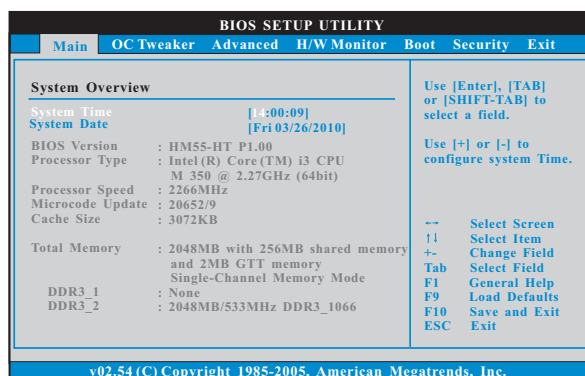 BIOS SETUP UTILITY
Main OC Tweaker Advanced H/W Monitor Boot Security Exit
System Overview
System Time [14:00:09]
System Date [Fri 03/26/2010]
BIOS Version : HM55-HT P1.00
Processor Type : Intel (R) Core (TM) i3 CPU
M 350 @ 2.27GHz (64bit)
Processor Speed : 2266MHz
Microcode Update : 20652/9
Cache Size : 3072KB
Total Memory : 2048MB with 256MB shared memory
and 2MB GTT memory
Single-Channel Memory Mode
DDR3_1 : None
DDR3_2 : 2048MB/533MHz DDR3_1066
Use [Enter], [TAB]
or [SHIFT-TAB] to
select a field.
Use [+] or [-] to
configure system Time.
←→ Select Screen
↑↓ Select Item
+- Change Field
Tab Select Field
F1 General Help
F9 Load Defaults
F10 Save and Exit
ESC Exit
v02.54 (C) Copyright 1985-2005, American Megatrends, Inc.